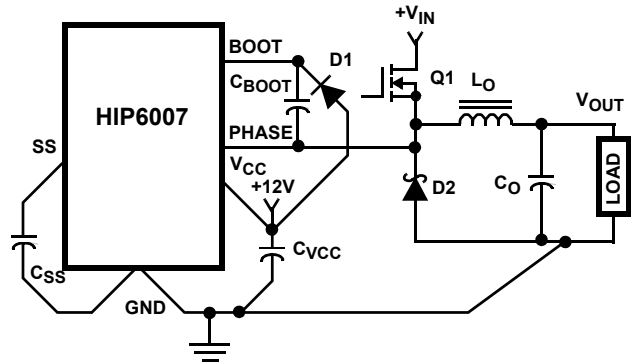 +VIN
BOOT
D1
CBOOT
Q1
LO
HIP6007
VOUT
SS
PHASE
VCC
+12V
D2
CO
LOAD
CSS
CVCC
GND